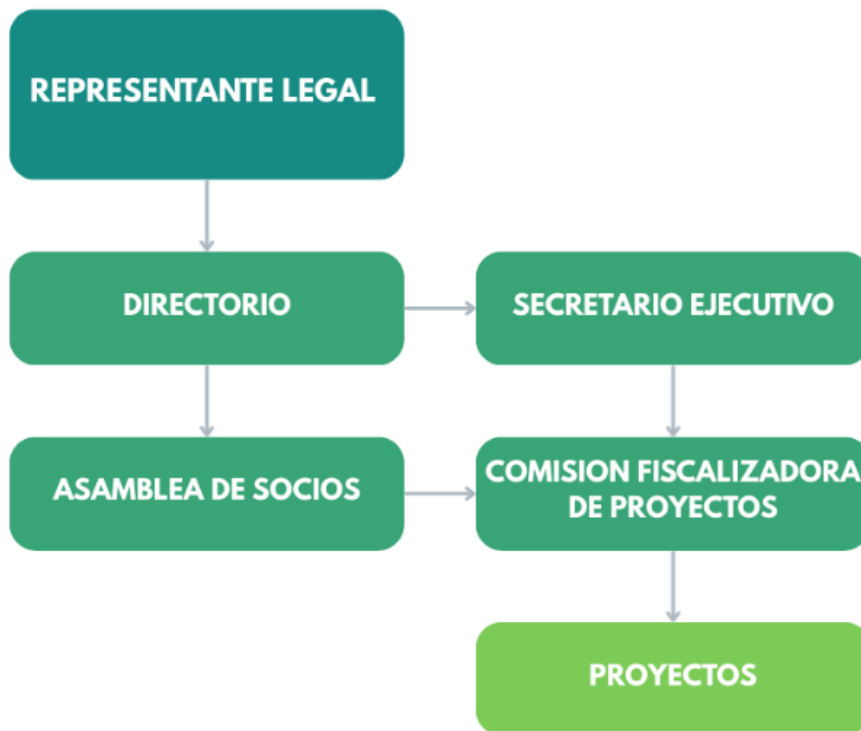 REPRESENTANTE LEGAL
DIRECTORIO
SECRETARIO EJECUTIVO
ASAMBLEA DE SOCIOS
COMISION FISCALIZADORA
DE PROYECTOS
PROYECTOS